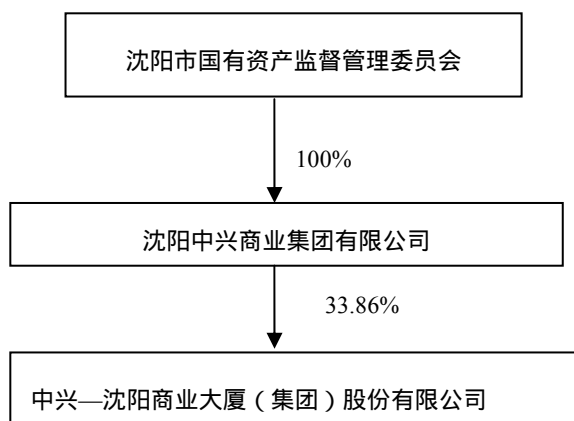 沈阳市国有资产监督管理委员会
100%
沈阳中兴商业集团有限公司
33.86%
中兴—沈阳商业大厦（集团）股份有限公司